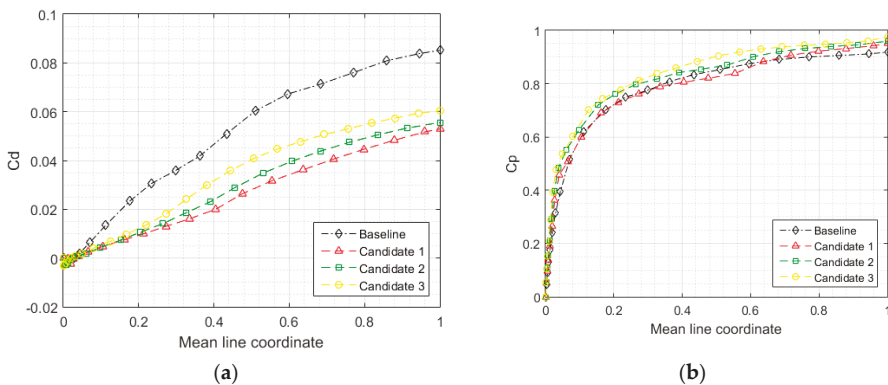 0.1
0.08
0.06
0.04
0.02
0
-0.02
Cd
0
0.2
0.4
0.6
0.8
1
Mean line coordinate
Baseline
Candidate 1
Candidate 2
Candidate 3
(a)
1
0.8
0.6
0.4
0.2
0
Cp
0
0.2
0.4
0.6
0.8
1
Mean line coordinate
Baseline
Candidate 1
Candidate 2
Candidate 3
(b)